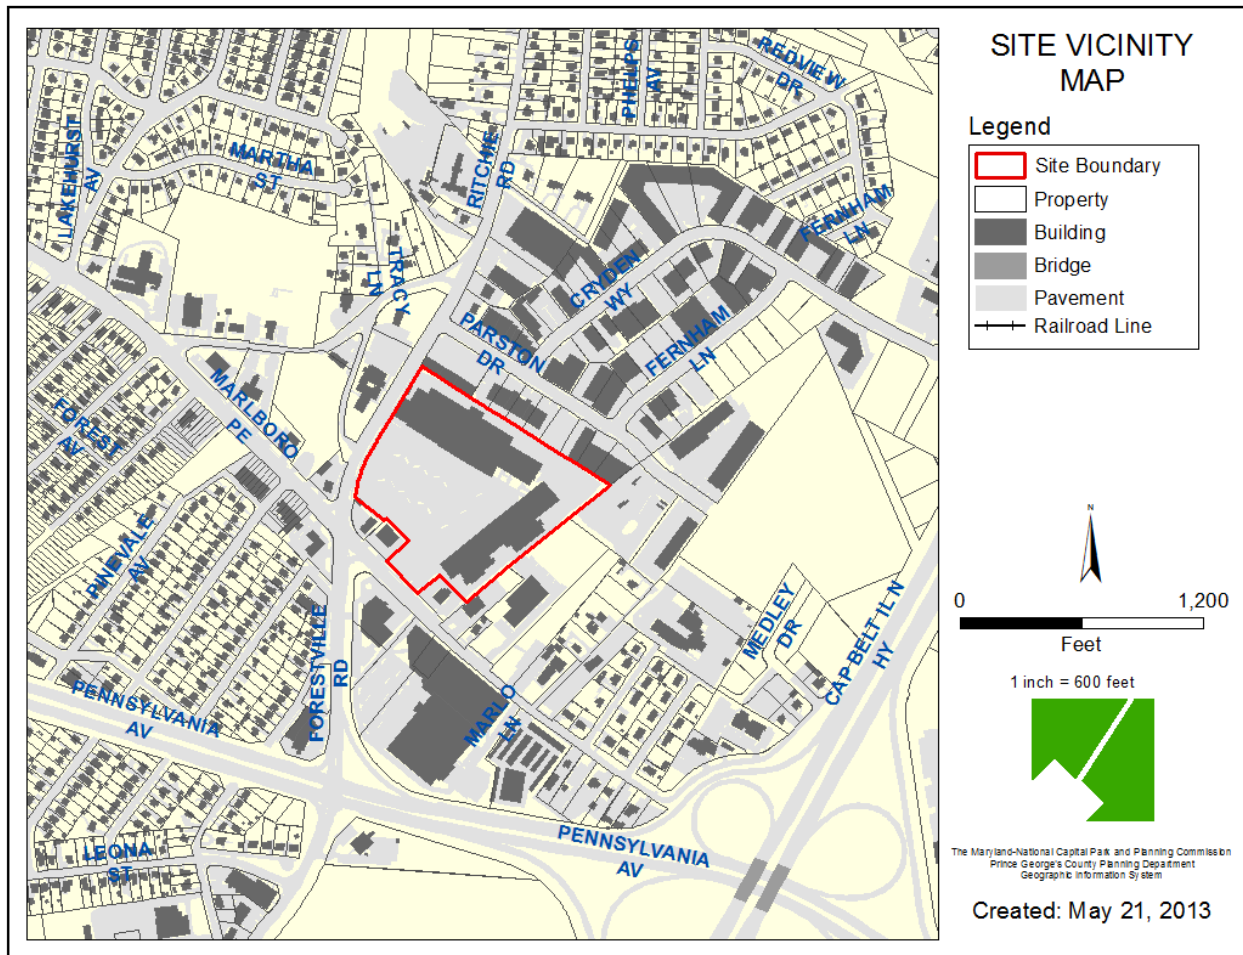 SITE VICINITY
MAP
Legend
Site Boundary
Property
Building
Bridge
Pavement
Railroad Line
N
0 1,200
Feet
1 inch = 600 feet
The Maryland-National Capital Park and Planning Commission
Prince George's County Planning Department
Geographic Information System
Created: May 21, 2013
REDVIEW
DR
PHELPS
AV
LAKEHURST
AV
MARTHA
ST
RITCHIE
RD
FERNHAM
LN
TRACY
LN
CRYDEN
WY
PARSTON
DR
FERNHAM
LN
MARLBORO
PE
FOREST
AV
PINEVALE
AV
MEDLEY
DR
CAP BELT IL N
HY
FORESTVILLE
RD
PENNSYLVANIA
AV
MARLO
LN
PENNSYLVANIA
AV
LEONA
ST